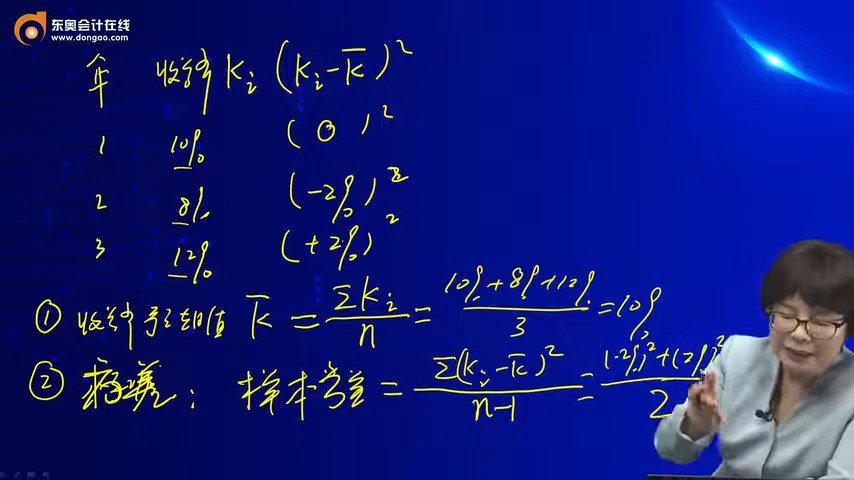 东奥会计在线
www.dongao.com
年 收益率 Ki (Ki-K̄)²
1 10% (0)²
2 8% (-2%)²
3 12% (+2%)²
① 收益率预期值 K̄ = ΣKi/n = 10%+8%+12%/3 = 10%
② 方差: 样本方差 = Σ(Ki-K̄)²/n-1 = (-2%)²+(2%)²/2